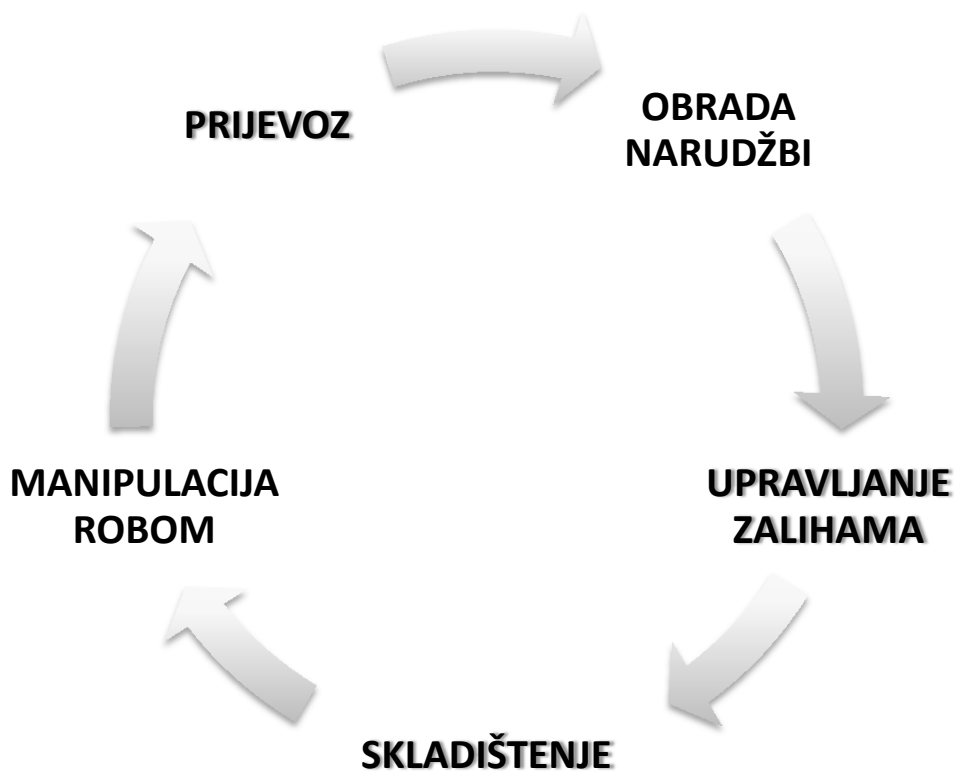 PRIJEVOZ
OBRADA
NARUDŽBI
UPRAVLJANJE
ZALIHAMA
SKLADIŠTENJE
MANIPULACIJA
ROBOM